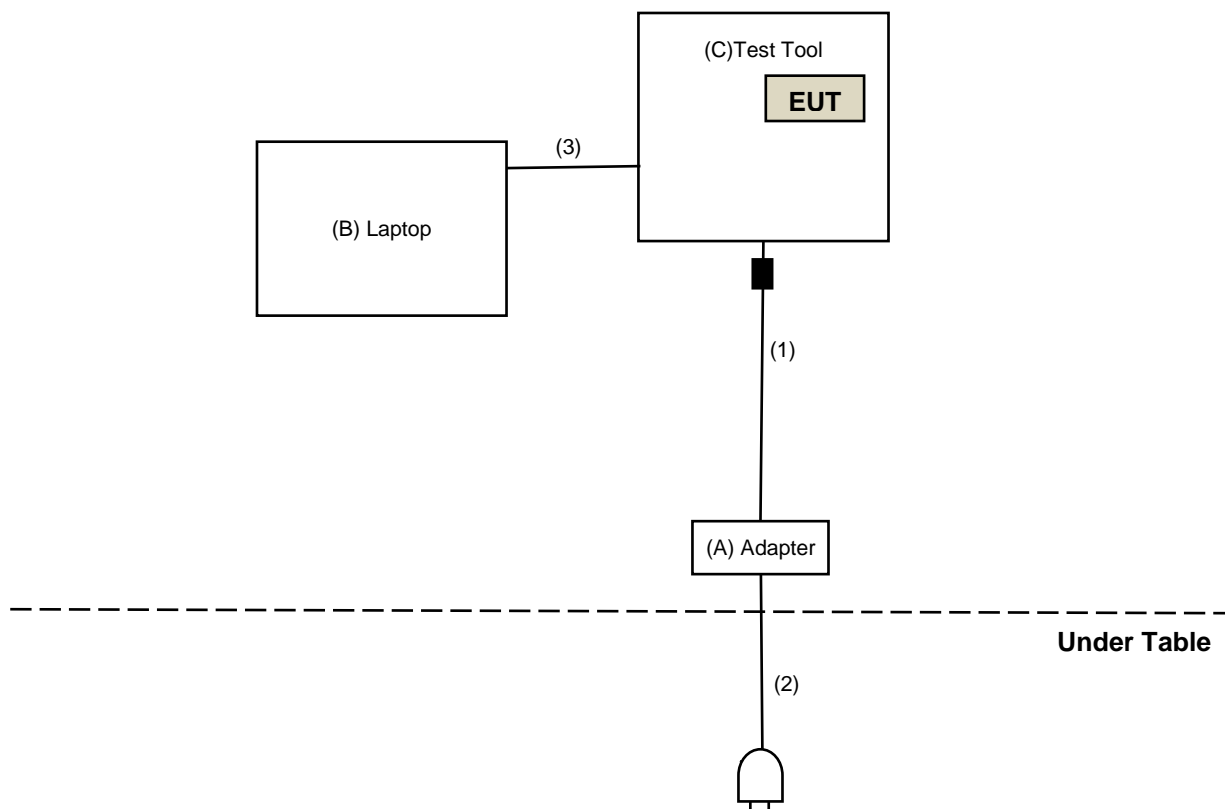 (C)Test Tool
EUT
(3)
(B) Laptop
(1)
(A) Adapter
Under Table
(2)